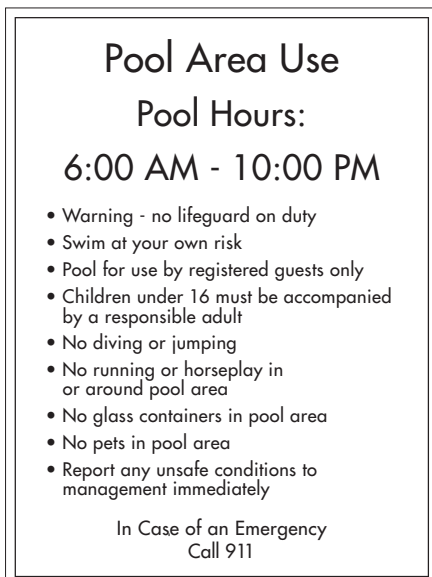 Pool Area Use
Pool Hours:
6:00 AM - 10:00 PM
• Warning - no lifeguard on duty
• Swim at your own risk
• Pool for use by registered guests only
• Children under 16 must be accompanied
by a responsible adult
• No diving or jumping
• No running or horseplay in
or around pool area
• No glass containers in pool area
• No pets in pool area
• Report any unsafe conditions to
management immediately
In Case of an Emergency
Call 911